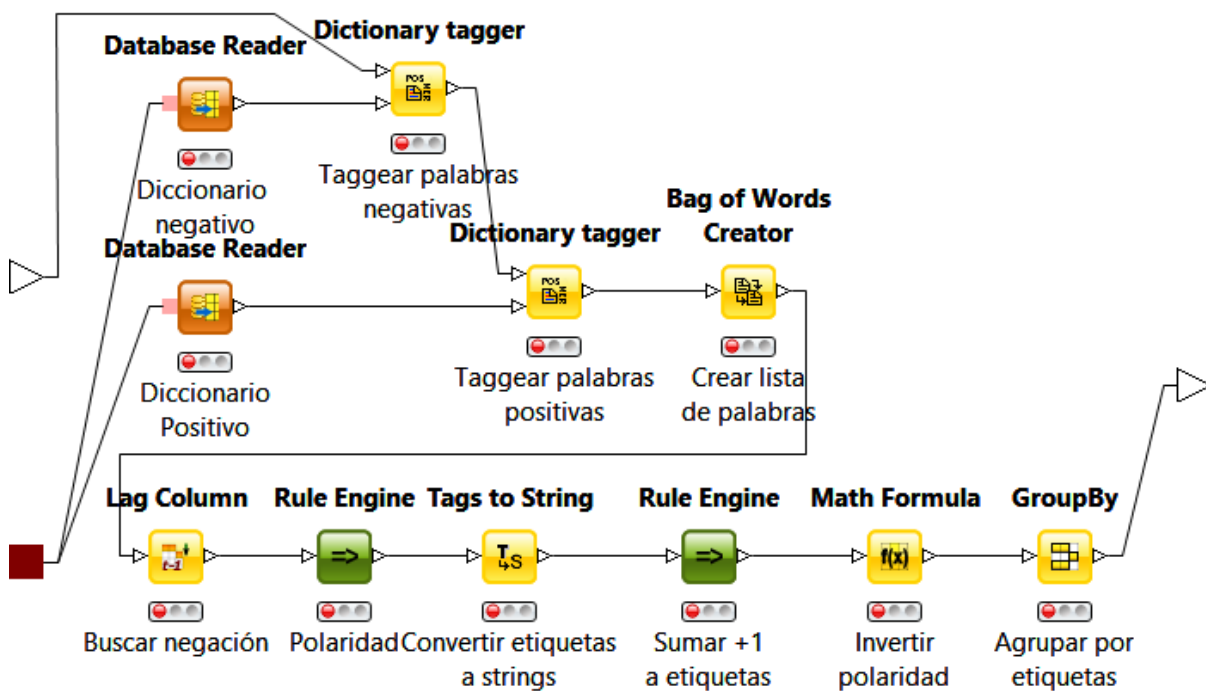 Dictionary tagger
Database Reader
Taggear palabras
negativas
Diccionario
negativo
Bag of Words
Creator
Database Reader
Dictionary tagger
Taggear palabras
positivas
Crear lista
de palabras
Diccionario
Positivo
Lag Column
Rule Engine
Tags to String
Rule Engine
Math Formula
GroupBy
t-1
=>
T
S
=>
f(x)
Buscar negación
Polaridad
Convertir etiquetas
a strings
Sumar +1
a etiquetas
Invertir
polaridad
Agrupar por
etiquetas